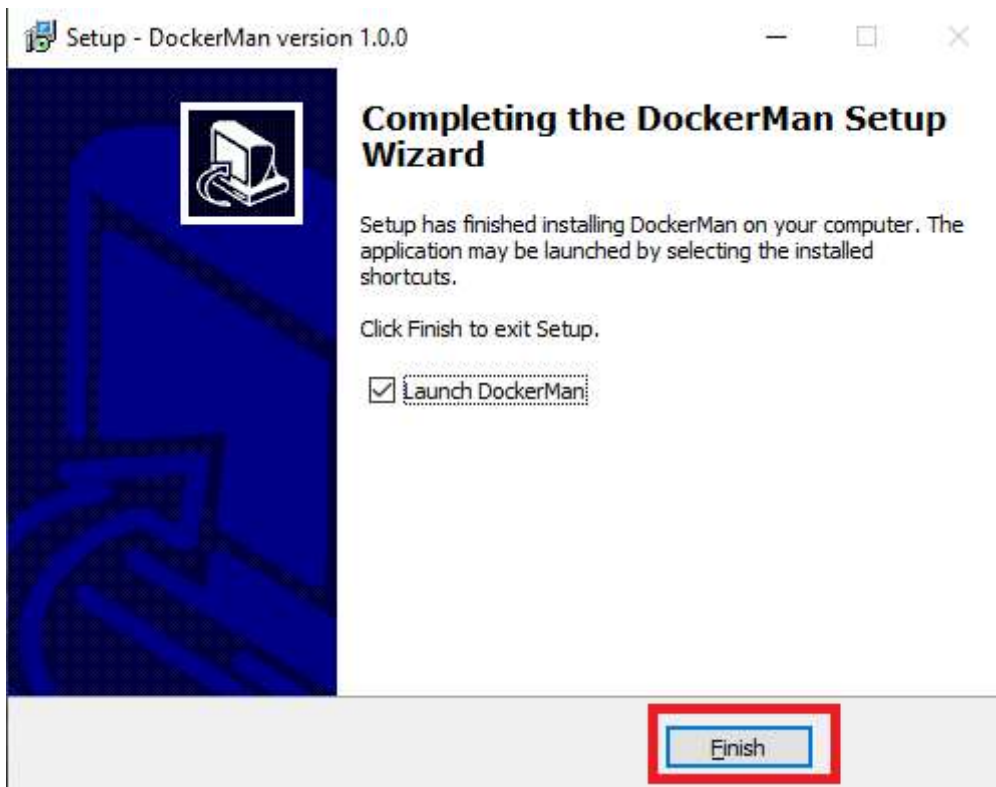 Setup - DockerMan version 1.0.0
Completing the DockerMan Setup
Wizard
Setup has finished installing DockerMan on your computer. The
application may be launched by selecting the installed
shortcuts.
Click Finish to exit Setup.
Launch DockerMan
Finish